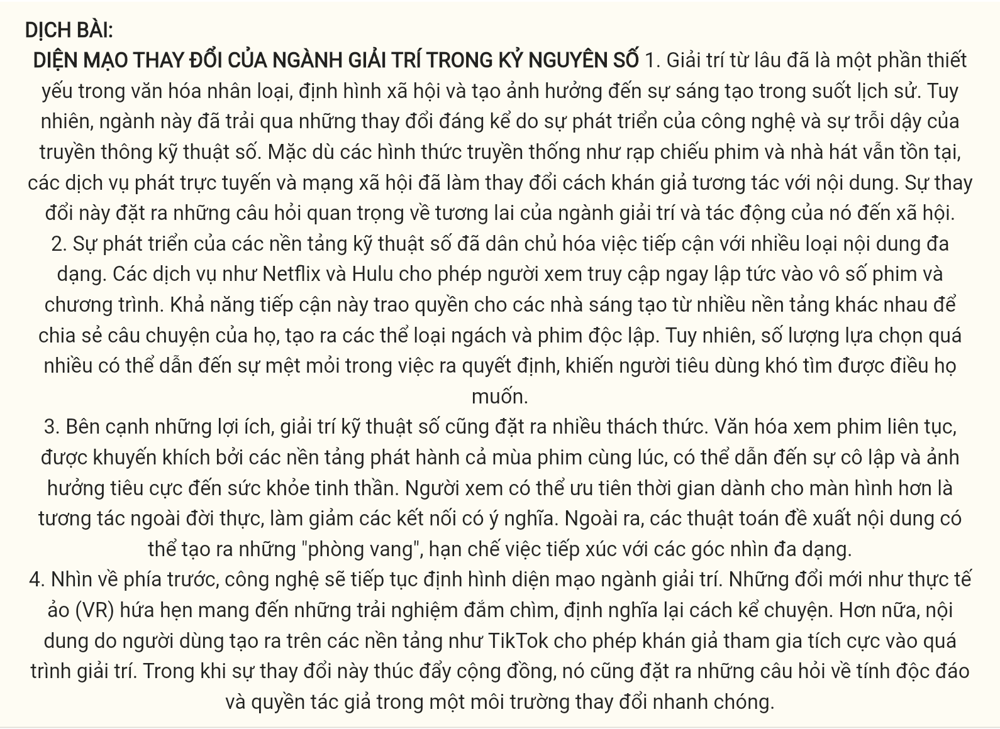 DỊCH BÀI:
DIỆN MẠO THAY ĐỔI CỦA NGÀNH GIẢI TRÍ TRONG KỶ NGUYÊN SỐ 1. Giải trí từ lâu đã là một phần thiết
yếu trong văn hóa nhân loại, định hình xã hội và tạo ảnh hưởng đến sự sáng tạo trong suốt lịch sử. Tuy
nhiên, ngành này đã trải qua những thay đổi đáng kể do sự phát triển của công nghệ và sự trỗi dậy của
truyền thông kỹ thuật số. Mặc dù các hình thức truyền thống như rạp chiếu phim và nhà hát vẫn tồn tại,
các dịch vụ phát trực tuyến và mạng xã hội đã làm thay đổi cách khán giả tương tác với nội dung. Sự thay
đổi này đặt ra những câu hỏi quan trọng về tương lai của ngành giải trí và tác động của nó đến xã hội.
2. Sự phát triển của các nền tảng kỹ thuật số đã dân chủ hóa việc tiếp cận với nhiều loại nội dung đa
dạng. Các dịch vụ như Netflix và Hulu cho phép người xem truy cập ngay lập tức vào vô số phim và
chương trình. Khả năng tiếp cận này trao quyền cho các nhà sáng tạo từ nhiều nền tảng khác nhau để
chia sẻ câu chuyện của họ, tạo ra các thể loại ngách và phim độc lập. Tuy nhiên, số lượng lựa chọn quá
nhiều có thể dẫn đến sự mệt mỏi trong việc ra quyết định, khiến người tiêu dùng khó tìm được điều họ
muốn.
3. Bên cạnh những lợi ích, giải trí kỹ thuật số cũng đặt ra nhiều thách thức. Văn hóa xem phim liên tục,
được khuyến khích bởi các nền tảng phát hành cả mùa phim cùng lúc, có thể dẫn đến sự cô lập và ảnh
hưởng tiêu cực đến sức khỏe tinh thần. Người xem có thể ưu tiên thời gian dành cho màn hình hơn là
tương tác ngoài đời thực, làm giảm các kết nối có ý nghĩa. Ngoài ra, các thuật toán đề xuất nội dung có
thể tạo ra những "phòng vang", hạn chế việc tiếp xúc với các góc nhìn đa dạng.
4. Nhìn về phía trước, công nghệ sẽ tiếp tục định hình diện mạo ngành giải trí. Những đổi mới như thực tế
ảo (VR) hứa hẹn mang đến những trải nghiệm đắm chìm, định nghĩa lại cách kể chuyện. Hơn nữa, nội
dung do người dùng tạo ra trên các nền tảng như TikTok cho phép khán giả tham gia tích cực vào quá
trình giải trí. Trong khi sự thay đổi này thúc đẩy cộng đồng, nó cũng đặt ra những câu hỏi về tính độc đáo
và quyền tác giả trong một môi trường thay đổi nhanh chóng.